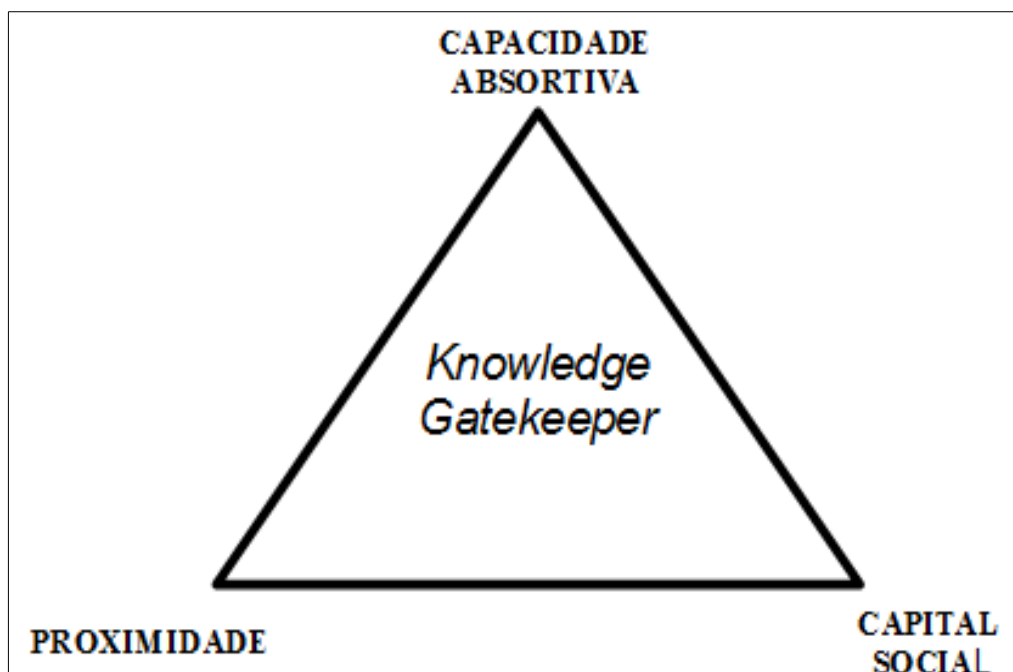 CAPACIDADE
ABSORTIVA
Knowledge
Gatekeeper
PROXIMIDADE
CAPITAL
SOCIAL